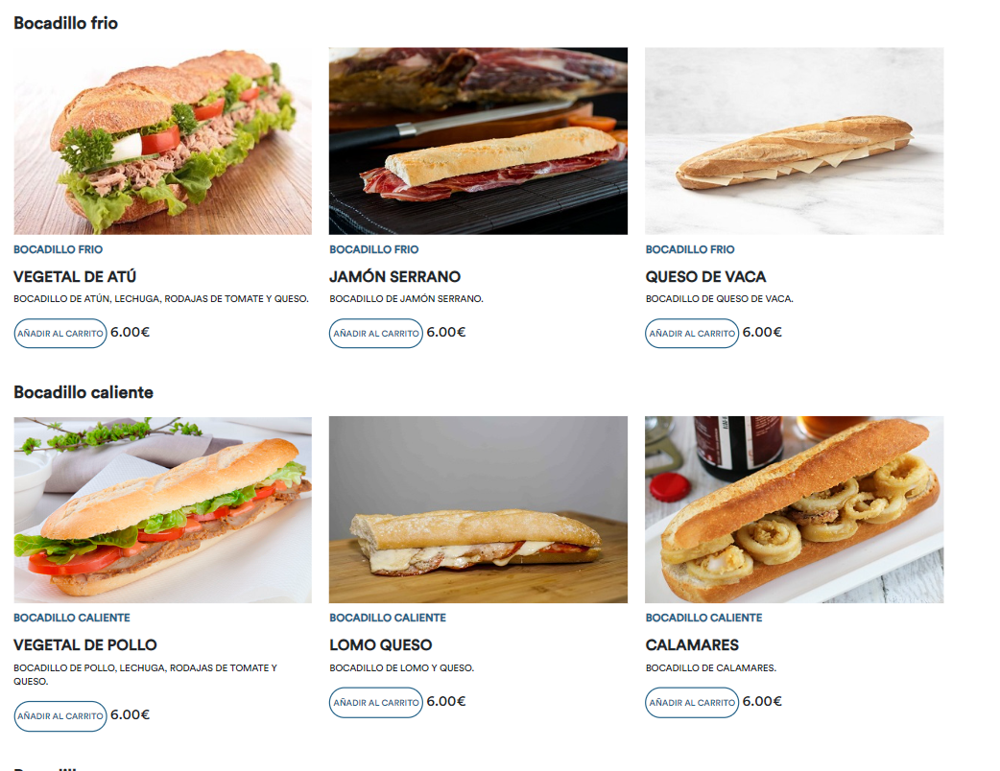 Bocadillo frio
BOCADILLO FRIO
VEGETAL DE ATÚ
BOCADILLO DE ATÚN, LECHUGA, RODAJAS DE TOMATE Y QUESO.
AÑADIR AL CARRITO 6.00€
BOCADILLO FRIO
JAMÓN SERRANO
BOCADILLO DE JAMÓN SERRANO.
AÑADIR AL CARRITO 6.00€
BOCADILLO FRIO
QUESO DE VACA
BOCADILLO DE QUESO DE VACA.
AÑADIR AL CARRITO 6.00€
Bocadillo caliente
BOCADILLO CALIENTE
VEGETAL DE POLLO
BOCADILLO DE POLLO, LECHUGA, RODAJAS DE TOMATE Y
QUESO.
AÑADIR AL CARRITO 6.00€
BOCADILLO CALIENTE
LOMO QUESO
BOCADILLO DE LOMO Y QUESO.
AÑADIR AL CARRITO 6.00€
BOCADILLO CALIENTE
CALAMARES
BOCADILLO DE CALAMARES.
AÑADIR AL CARRITO 6.00€